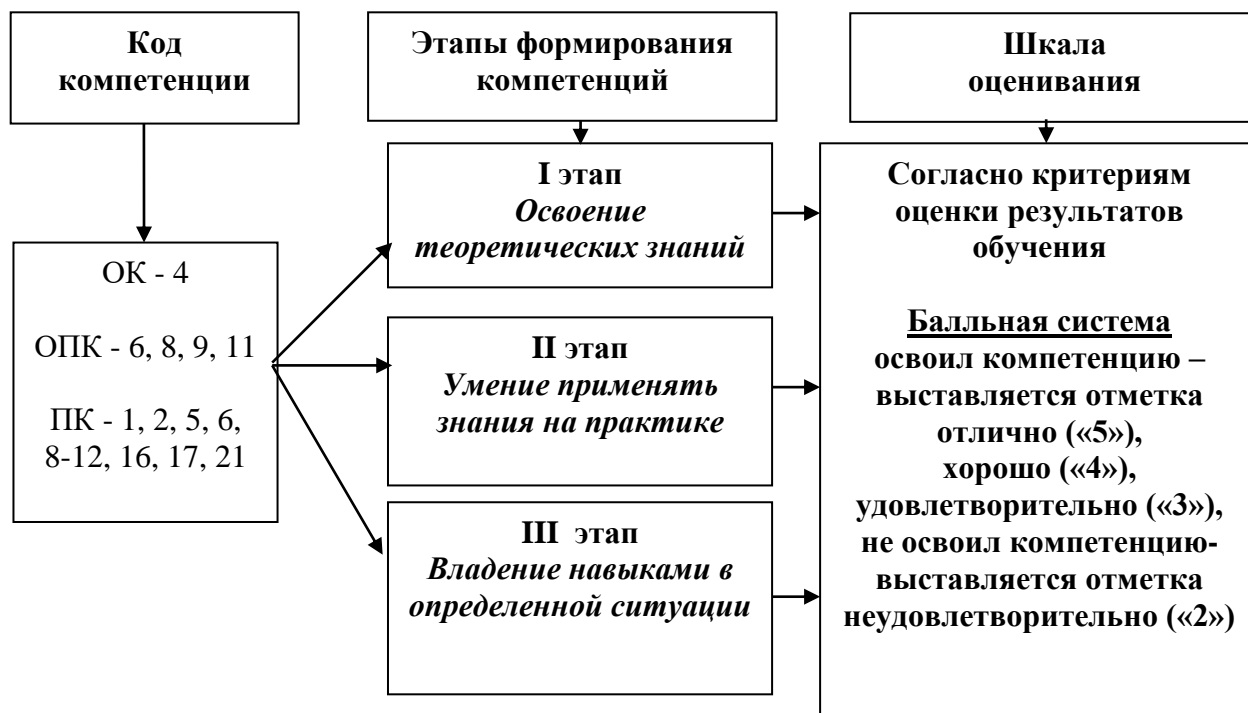 Код
компетенции
Этапы формирования
компетенций
Шкала
оценивания
ОК - 4
ОПК - 6, 8, 9, 11
ПК - 1, 2, 5, 6,
8-12, 16, 17, 21
I этап
Освоение
теоретических знаний
II этап
Умение применять
знания на практике
III этап
Владение навыками в
определенной ситуации
Согласно критериям
оценки результатов
обучения
Балльная система
освоил компетенцию –
выставляется отметка
отлично («5»),
хорошо («4»),
удовлетворительно («3»),
не освоил компетенцию-
выставляется отметка
неудовлетворительно («2»)